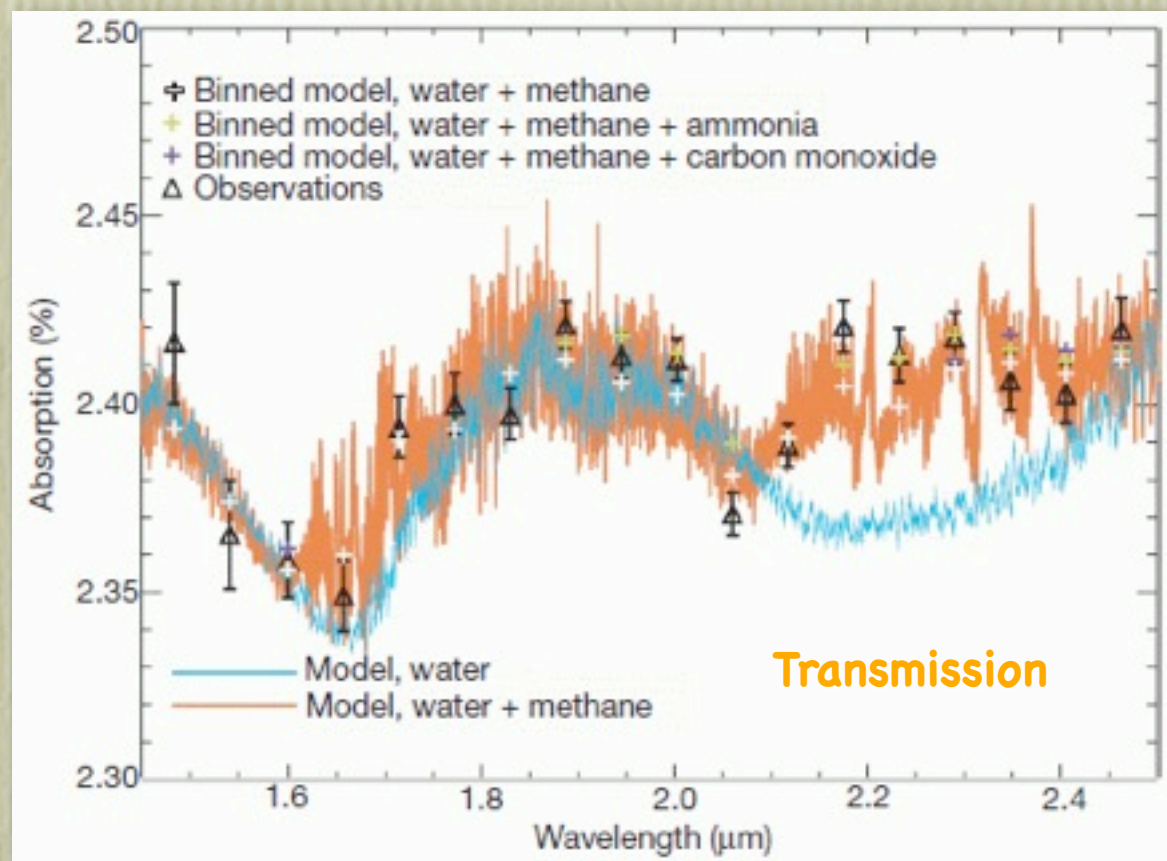 2.50
Binned model, water + methane
Binned model, water + methane + ammonia
Binned model, water + methane + carbon monoxide
Observations
2.45
Absorption (%)
2.40
2.35
Model, water
Model, water + methane
Transmission
2.30
1.6 1.8 2.0 2.2 2.4
Wavelength (μm)